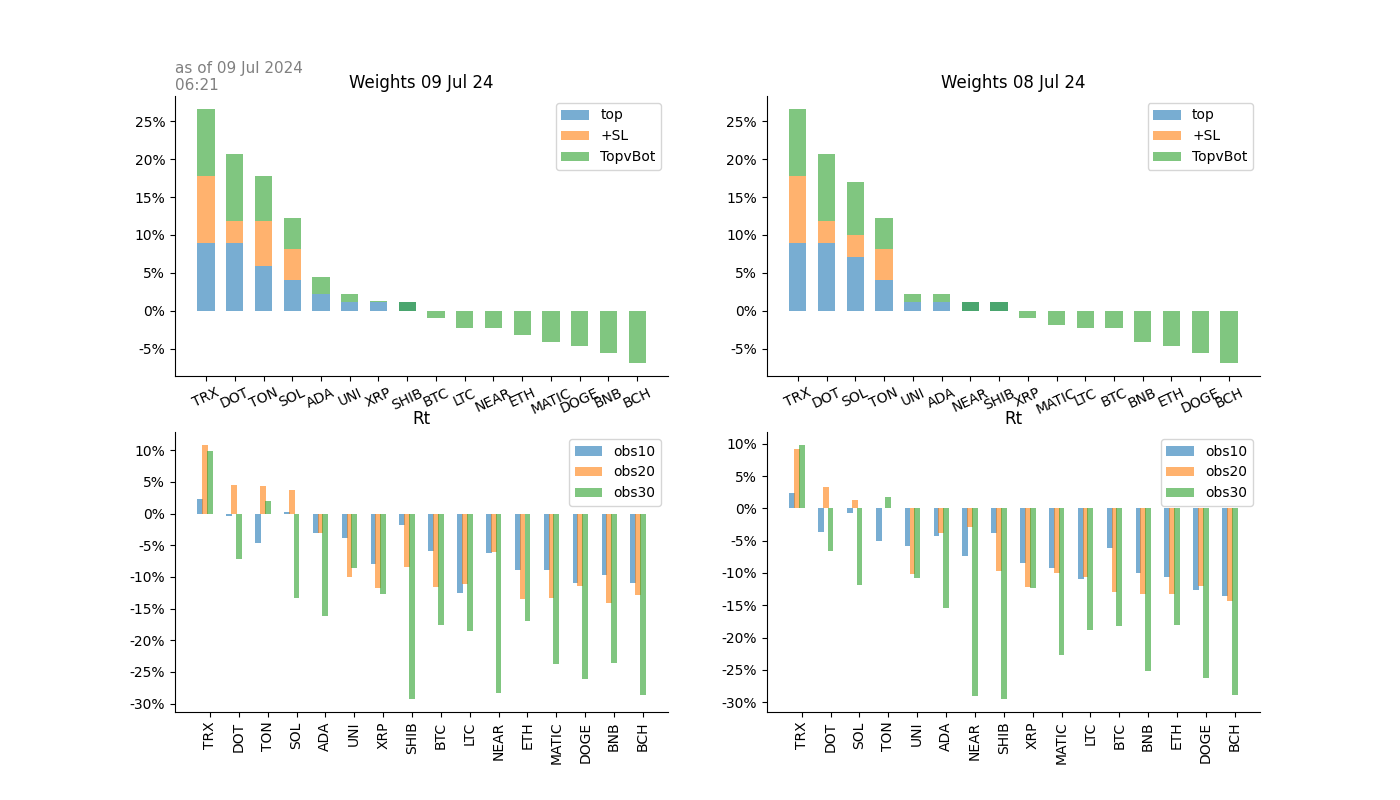 as of 09 Jul 2024
06:21
Weights 09 Jul 24
25%
20%
15%
10%
5%
0%
-5%
top
+SL
TopvBot
TRX DOT TON SOL ADA UNI XRP SHIB BTC LTC NEAR ETH MATIC DOGE BNB BCH
Weights 08 Jul 24
25%
20%
15%
10%
5%
0%
-5%
top
+SL
TopvBot
TRX DOT SOL TON UNI ADA NEAR SHIB XRP MATIC LTC BTC BNB ETH DOGE BCH
Rt
10%
5%
0%
-5%
-10%
-15%
-20%
-25%
-30%
obs10
obs20
obs30
TRX DOT TON SOL ADA UNI XRP SHIB BTC LTC NEAR ETH MATIC DOGE BNB BCH
Rt
10%
5%
0%
-5%
-10%
-15%
-20%
-25%
-30%
obs10
obs20
obs30
TRX DOT SOL TON UNI ADA NEAR SHIB XRP MATIC LTC BTC BNB ETH DOGE BCH